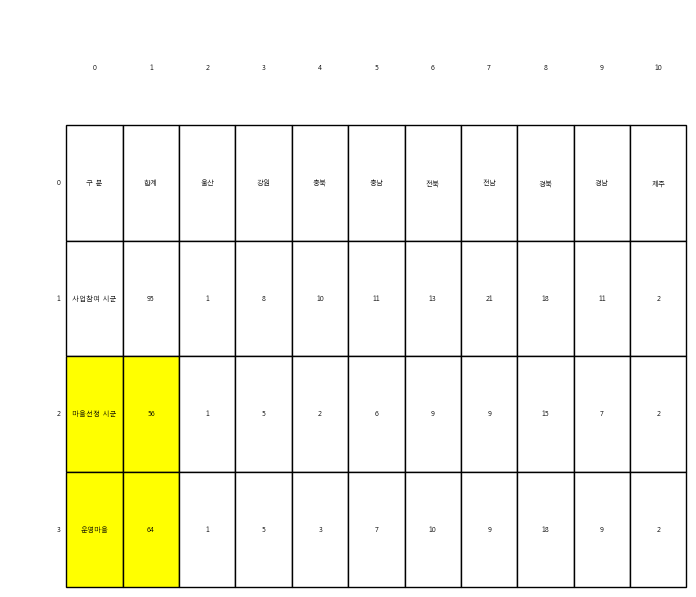 0 1 2 3 4 5 6 7 8 9 10
0 구 분 합계 울산 강원 충북 충남 전북 전남 경북 경남 제주
1 사업참여 시군 95 1 8 10 11 13 21 18 11 2
2 마을선정 시군 56 1 5 2 6 9 9 15 7 2
3 운영마을 64 1 5 3 7 10 9 18 9 2